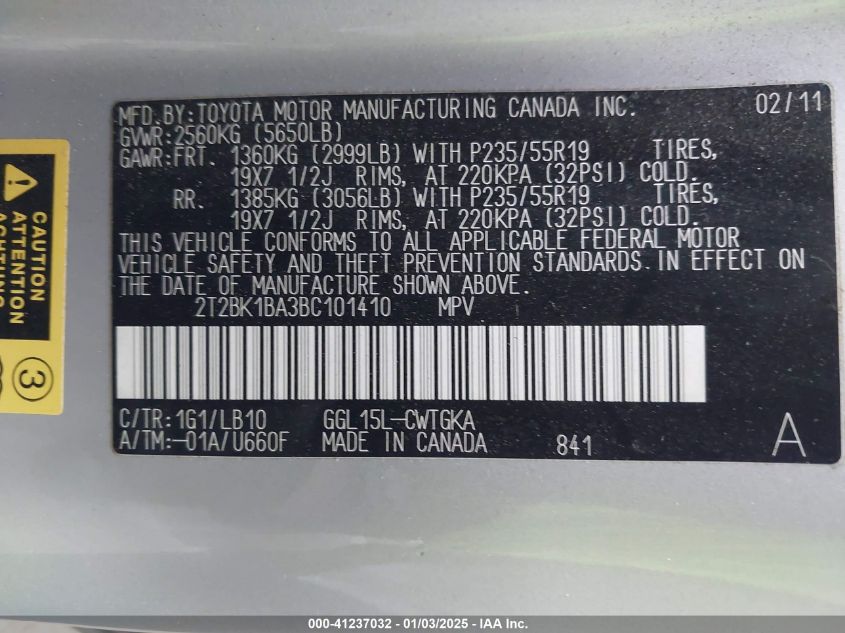 MFD.BY:TOYOTA MOTOR MANUFACTURING CANADA INC. 02/11
GVWR:2560KG (5650LB)
GAWR:FRT. 1360KG (2999LB) WITH P235/55R19 TIRES,
19X7 1/2J RIMS, AT 220KPA (32PSI) COLD.
RR. 1385KG (3056LB) WITH P235/55R19 TIRES,
19X7 1/2J RIMS, AT 220KPA (32PSI) COLD.
THIS VEHICLE CONFORMS TO ALL APPLICABLE FEDERAL MOTOR
VEHICLE SAFETY AND THEFT PREVENTION STANDARDS IN EFFECT ON
THE DATE OF MANUFACTURE SHOWN ABOVE.
2T2BK1BA3BC101410 MPV
C/TR:1G1/LB10 GGL15L-CWTGKA
A/TM:-01A/U660F MADE IN CANADA 841 A
CAUTION
ATTENTION
ACHTUNG
3
000-41237032 - 01/03/2025 - IAA Inc.